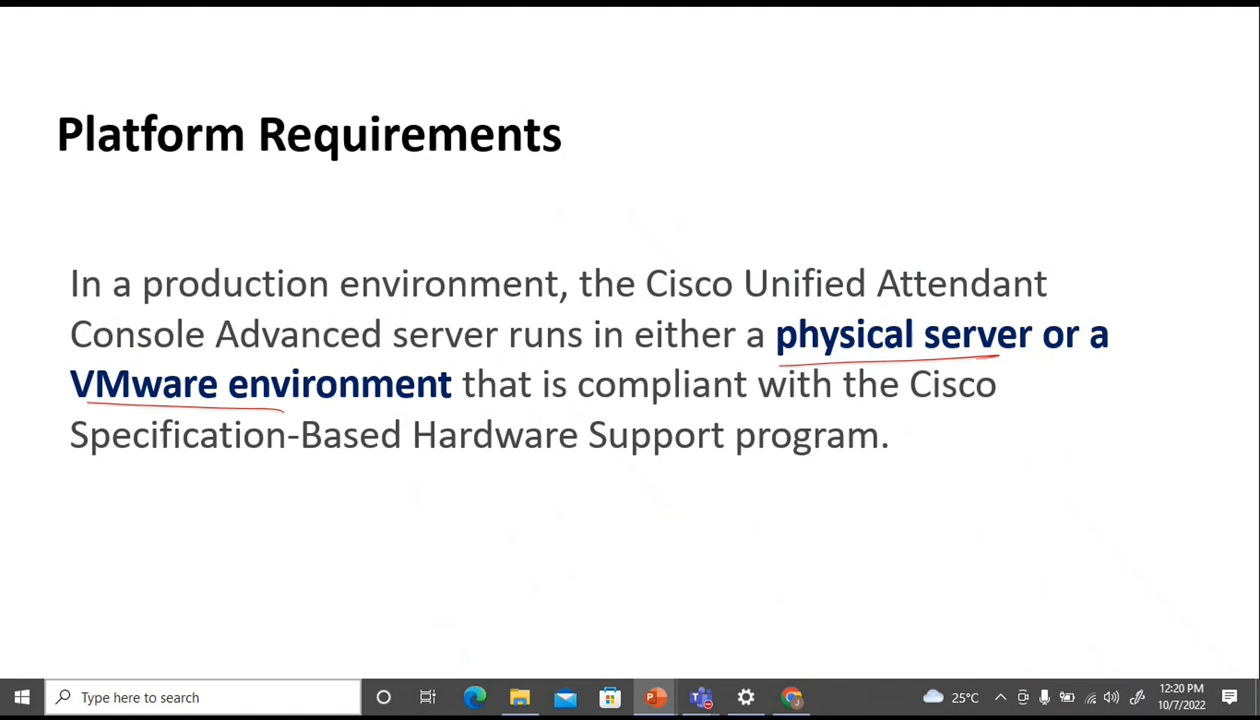 Platform Requirements
In a production environment, the Cisco Unified Attendant
Console Advanced server runs in either a physical server or a
VMware environment that is compliant with the Cisco
Specification-Based Hardware Support program.
Type here to search
25°C
12:20 PM
10/7/2022